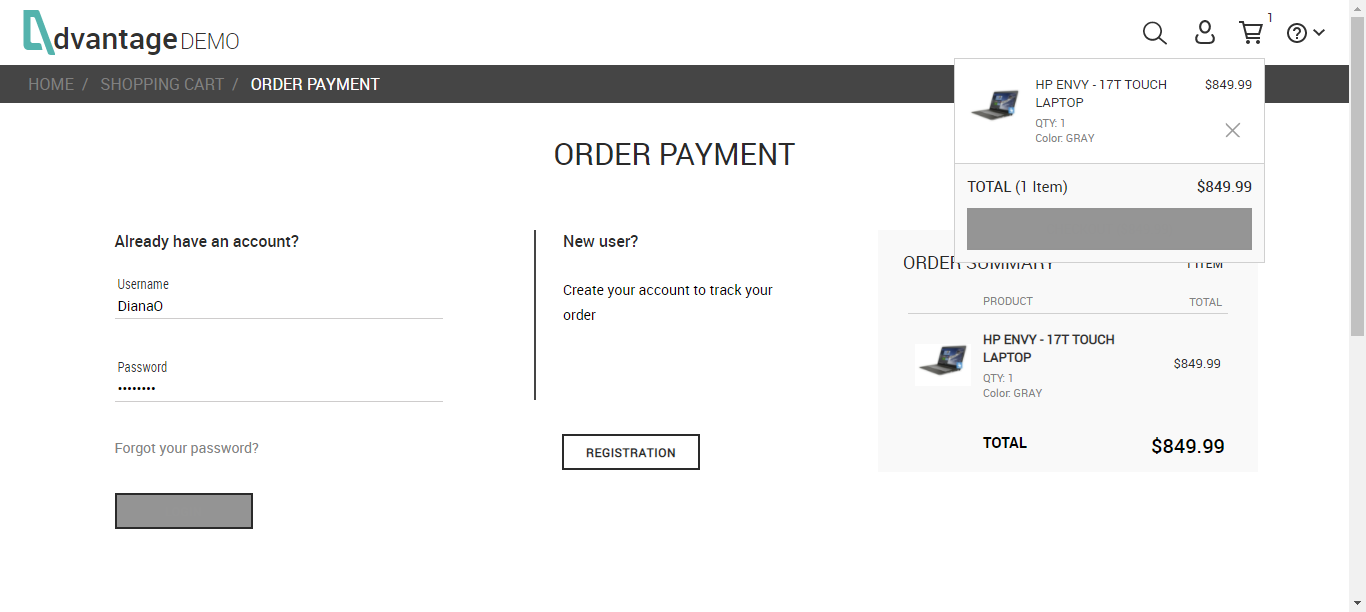 dvantage DEMO
1
HOME / SHOPPING CART / ORDER PAYMENT
HP ENVY - 17T TOUCH LAPTOP $849.99
QTY: 1
Color: GRAY
TOTAL (1 Item) $849.99
ORDER PAYMENT
Already have an account?
Username
DianaO
Password
••••••••
Forgot your password?
New user?
Create your account to track your
order
REGISTRATION
ORDER SUMMARY 1 ITEM
PRODUCT TOTAL
HP ENVY - 17T TOUCH
LAPTOP
$849.99
QTY: 1
Color: GRAY
TOTAL $849.99